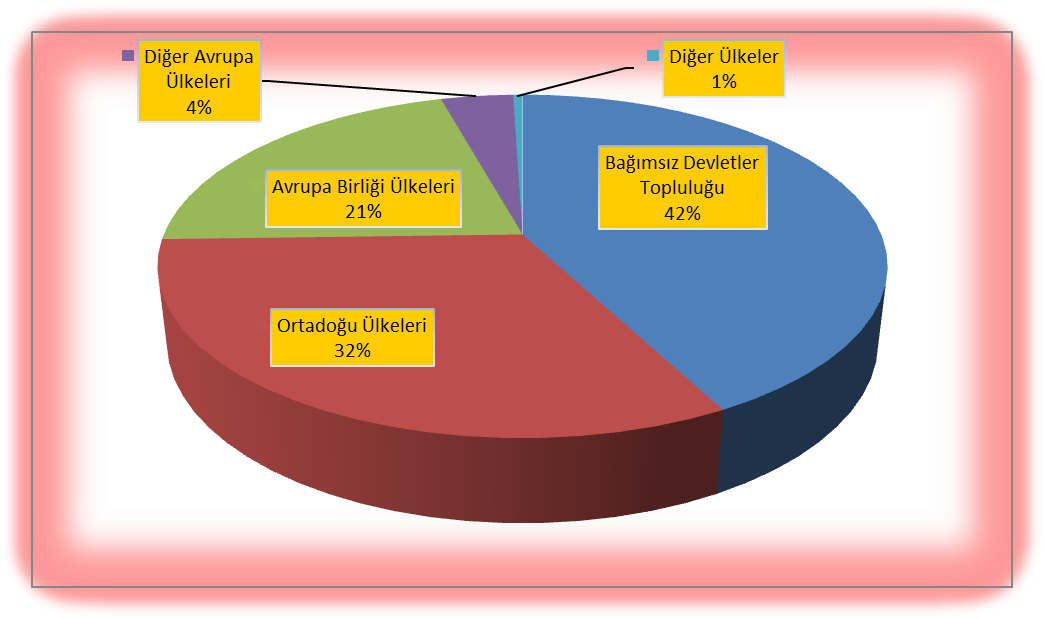 Diğer Avrupa
Ülkeleri
4%
Diğer Ülkeler
1%
Bağımsız Devletler
Topluluğu
42%
Avrupa Birliği Ülkeleri
21%
Ortadoğu Ülkeleri
32%